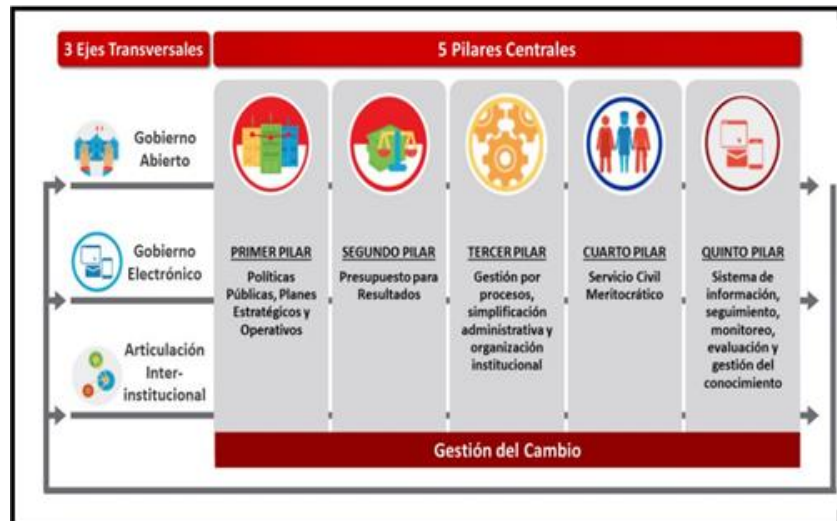 3 Ejes Transversales
5 Pilares Centrales
Gobierno
Abierto
Gobierno
Electrónico
Articulación
Inter-
institucional
PRIMER PILAR
Políticas
Públicas, Planes
Estratégicos y
Operativos
SEGUNDO PILAR
Presupuesto para
Resultados
TERCER PILAR
Gestión por
procesos,
simplificación
administrativa y
organización
institucional
CUARTO PILAR
Servicio Civil
Meritocrático
QUINTO PILAR
Sistema de
información,
seguimiento,
monitoreo,
evaluación y
gestión del
conocimiento
Gestión del Cambio